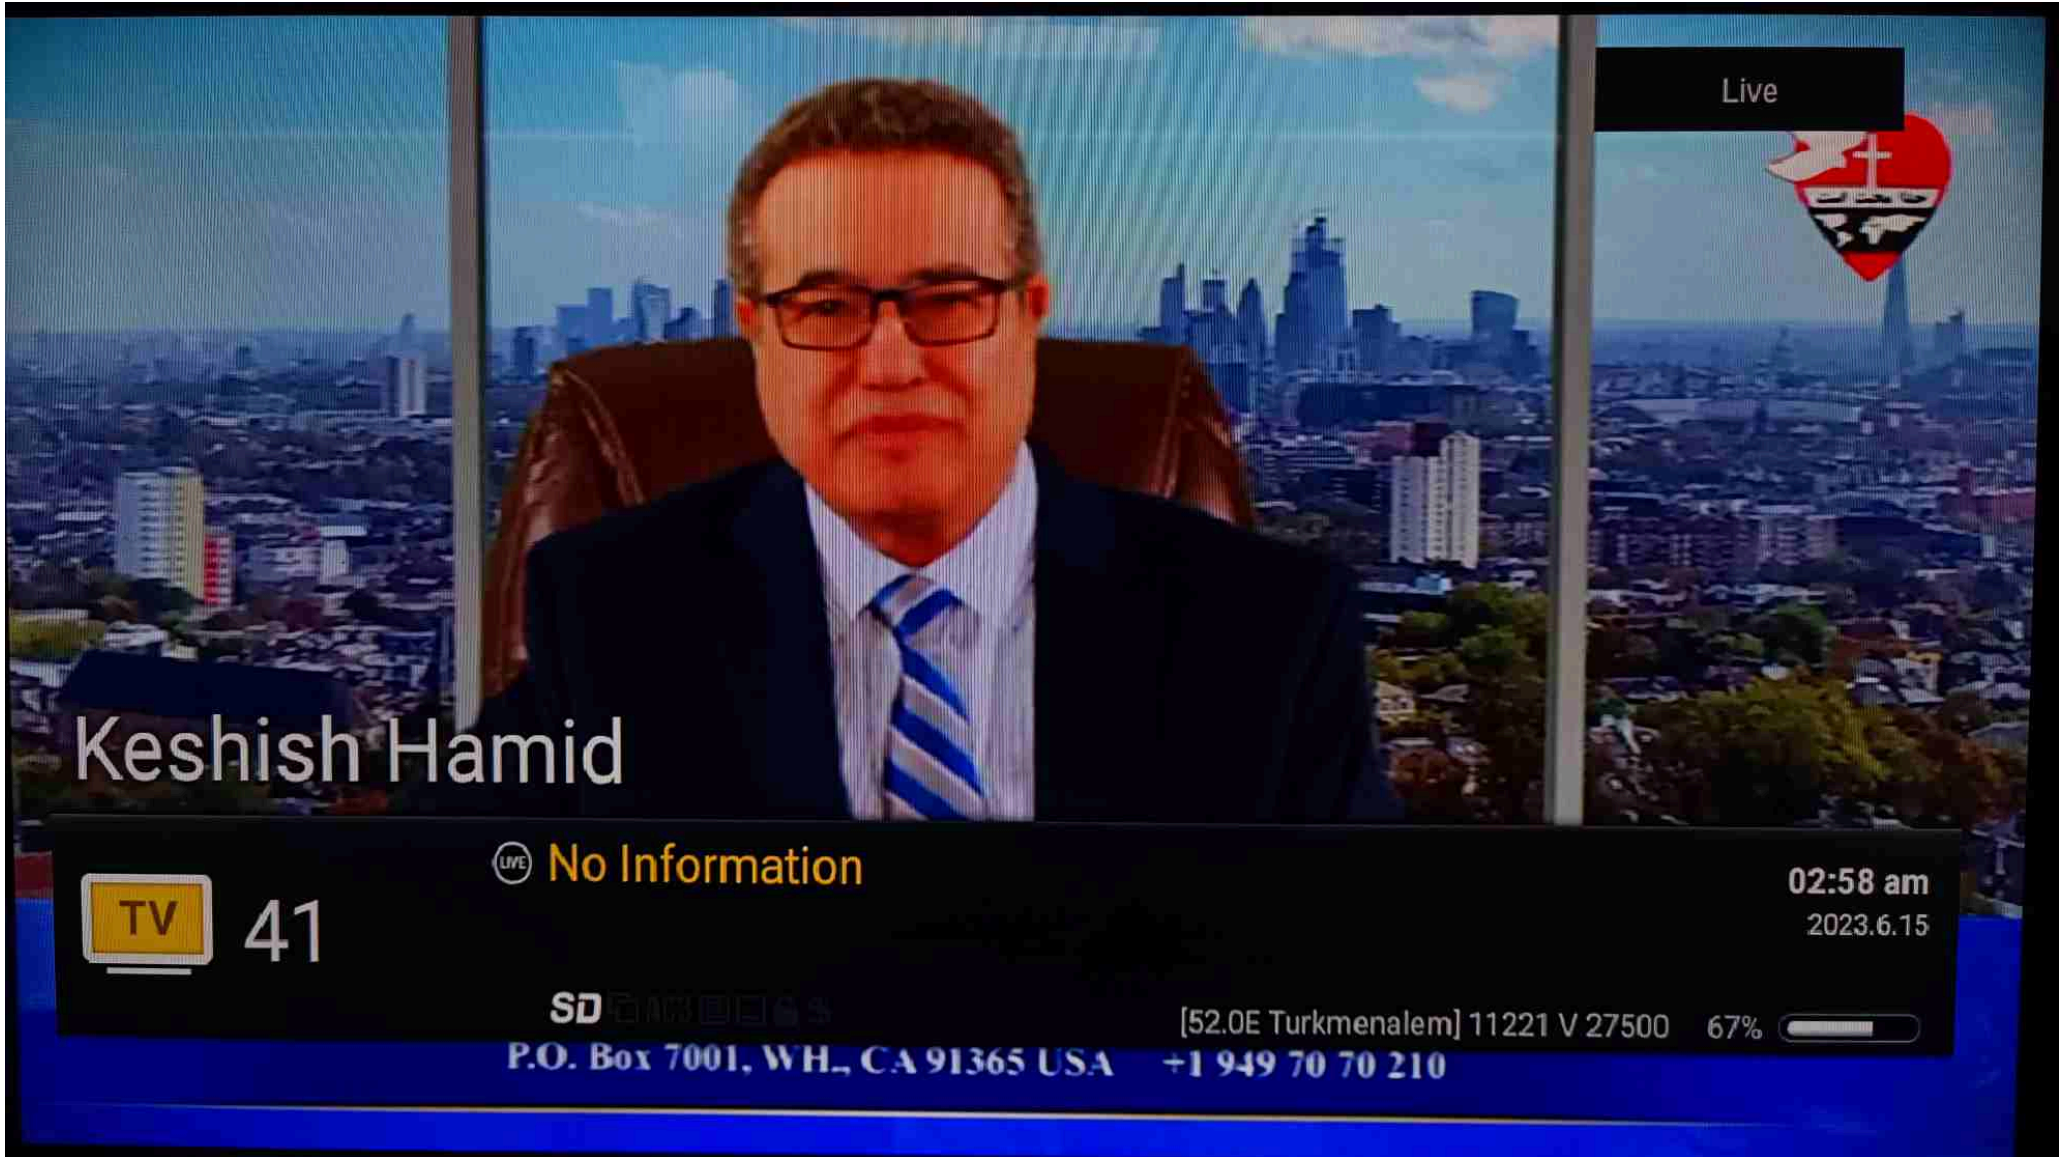 Live
Keshish Hamid
LIVE No Information
TV 41
02:58 am
2023.6.15
SD
[52.0E Turkmenalem] 11221 V 27500 67%
P.O. Box 7001, WH., CA 91365 USA +1 949 70 70 210